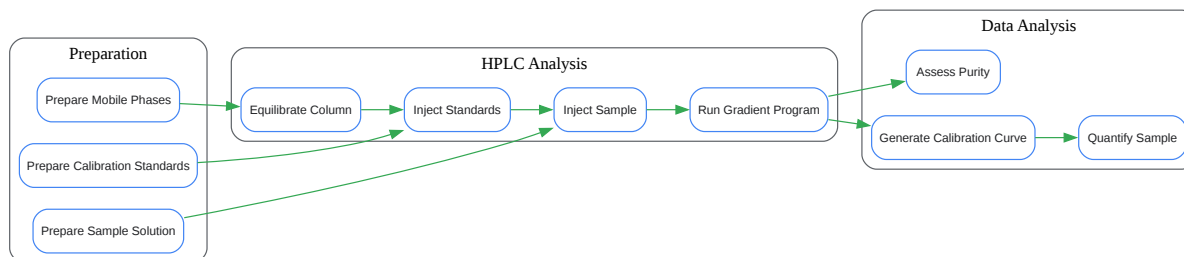 Preparation
Prepare Mobile Phases
Prepare Calibration Standards
Prepare Sample Solution
HPLC Analysis
Equilibrate Column
Inject Standards
Inject Sample
Run Gradient Program
Data Analysis
Assess Purity
Generate Calibration Curve
Quantify Sample